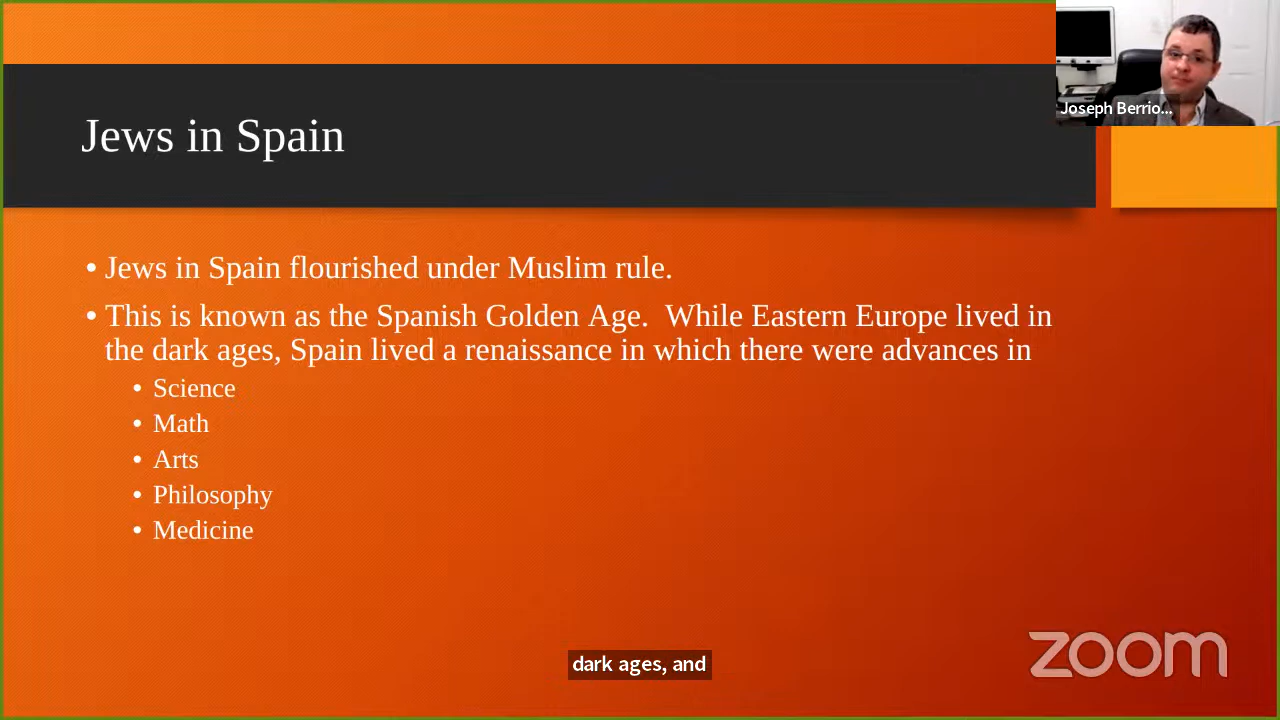 Jews in Spain
Joseph Berrio...
• Jews in Spain flourished under Muslim rule.
• This is known as the Spanish Golden Age.  While Eastern Europe lived in
the dark ages, Spain lived a renaissance in which there were advances in
• Science
• Math
• Arts
• Philosophy
• Medicine
dark ages, and
zoom